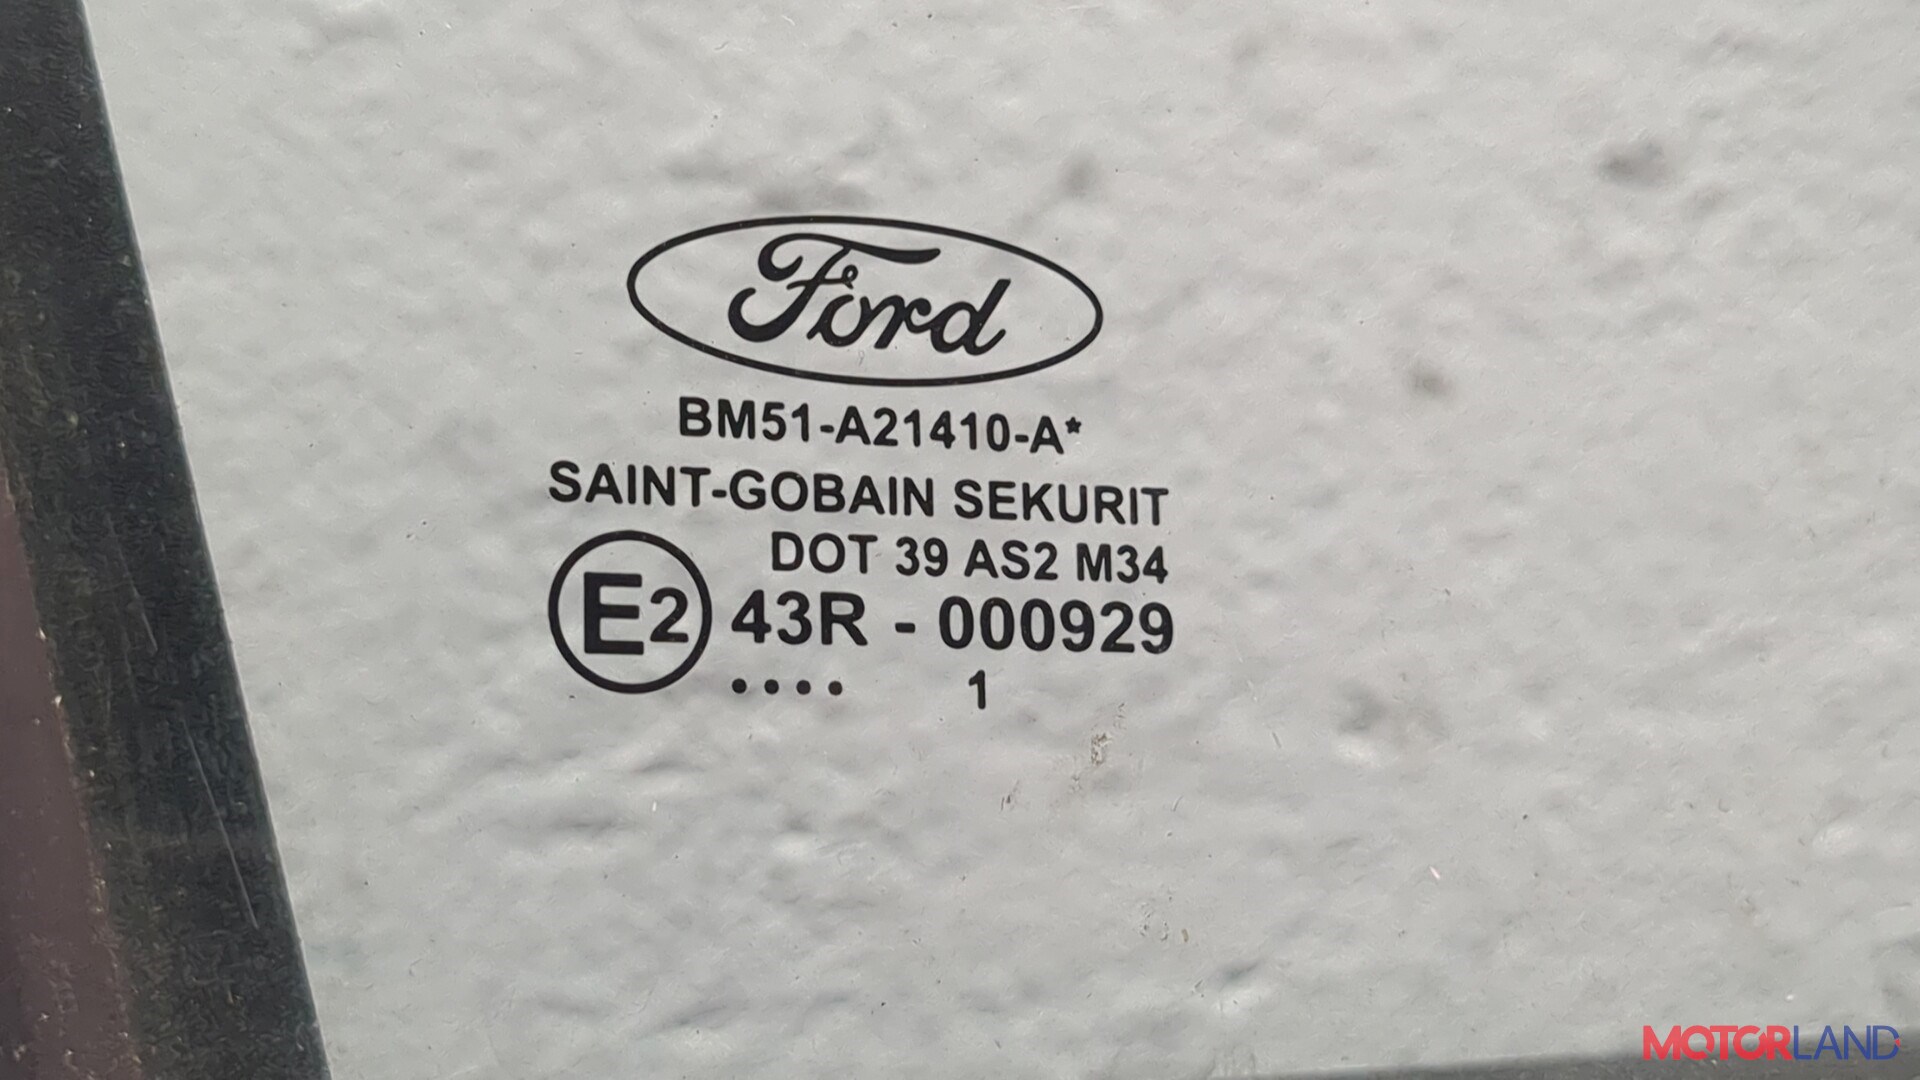 Ford
BM51-A21410-A*
SAINT-GOBAIN SEKURIT
DOT 39 AS2 M34
E2 43R - 000929
.... 1
MOTORLAND